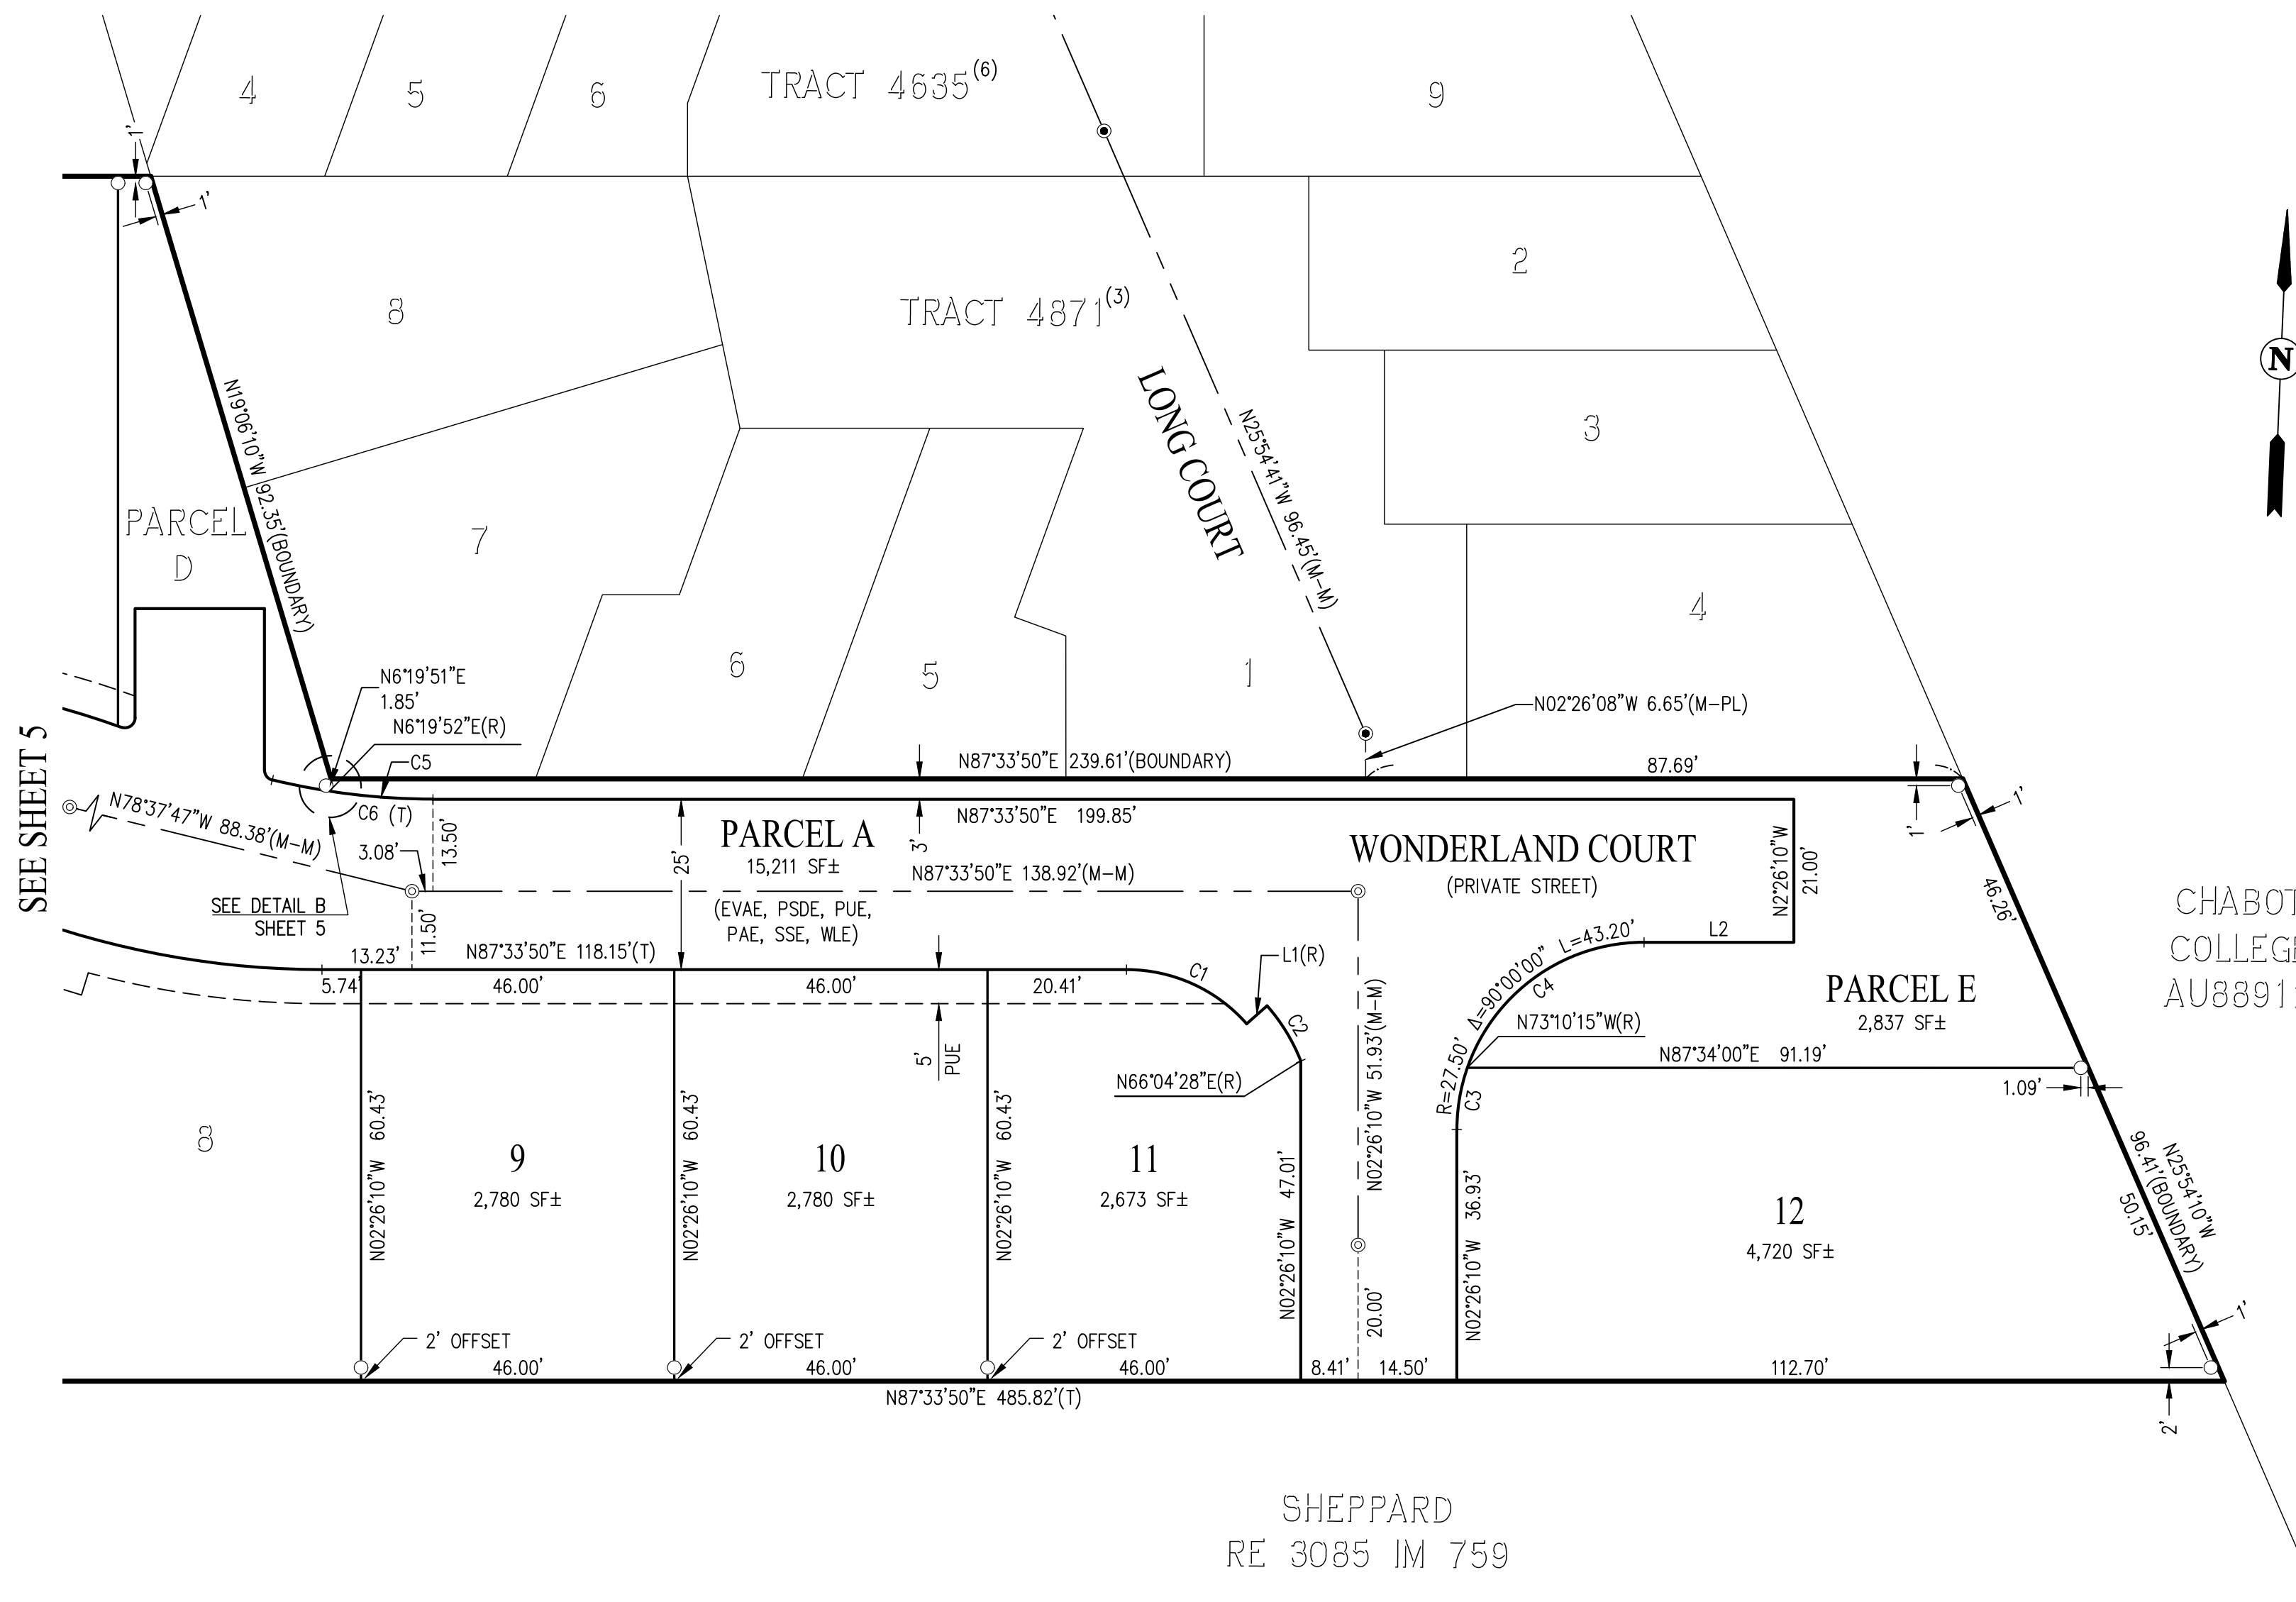 4
5
6
TRACT 4635(6)
9
1'
1'
2
8
TRACT 4871(3)
N
3
LONG COURT
N25°54'41"W 96.45'(M-M)
N19°06'10"W 92.35'(BOUNDARY)
PARCEL
D
7
4
6
5
1
N6°19'51"E
1.85'
N6°19'52"E(R)
N02°26'08"W 6.65'(M-PL)
SEE SHEET 5
C5
N87°33'50"E 239.61'(BOUNDARY)
87.69'
1'
1'
N78°37'47"W 88.38'(M-M)
C6 (T)
13.50'
3.08'
25'
PARCEL A
15,211 SF±
3'
N87°33'50"E 199.85'
N87°33'50"E 138.92'(M-M)
WONDERLAND COURT
(PRIVATE STREET)
N2°26'10"W
21.00'
46.26'
(EVAE, PSDE, PUE,
PAE, SSE, WLE)
SEE DETAIL B
SHEET 5
11.50'
13.23'
N87°33'50"E 118.15'(T)
5.74'
46.00'
46.00'
20.41'
C1
L1(R)
C2
L2
R=27.50' Δ=90°00'00" L=43.20'
C4
C3
PARCEL E
2,837 SF±
CHABOT
N73°10'15"W(R)
N87°34'00"E 91.19'
1.09'
5'
PUE
N66°04'28"E(R)
N02°26'10"W 51.93'(M-M)
8
N02°26'10"W 60.43'
9
2,780 SF±
N02°26'10"W 60.43'
10
2,780 SF±
N02°26'10"W 60.43'
11
2,673 SF±
N02°26'10"W 47.01'
N02°26'10"W 36.93'
12
4,720 SF±
N25°54'10"W
96.41'(BOUNDARY)
50.15'
20.00'
1'
2' OFFSET
2' OFFSET
2' OFFSET
46.00'
46.00'
46.00'
8.41'
14.50'
112.70'
N87°33'50"E 485.82'(T)
2'
SHEPPARD
RE 3085 IM 759